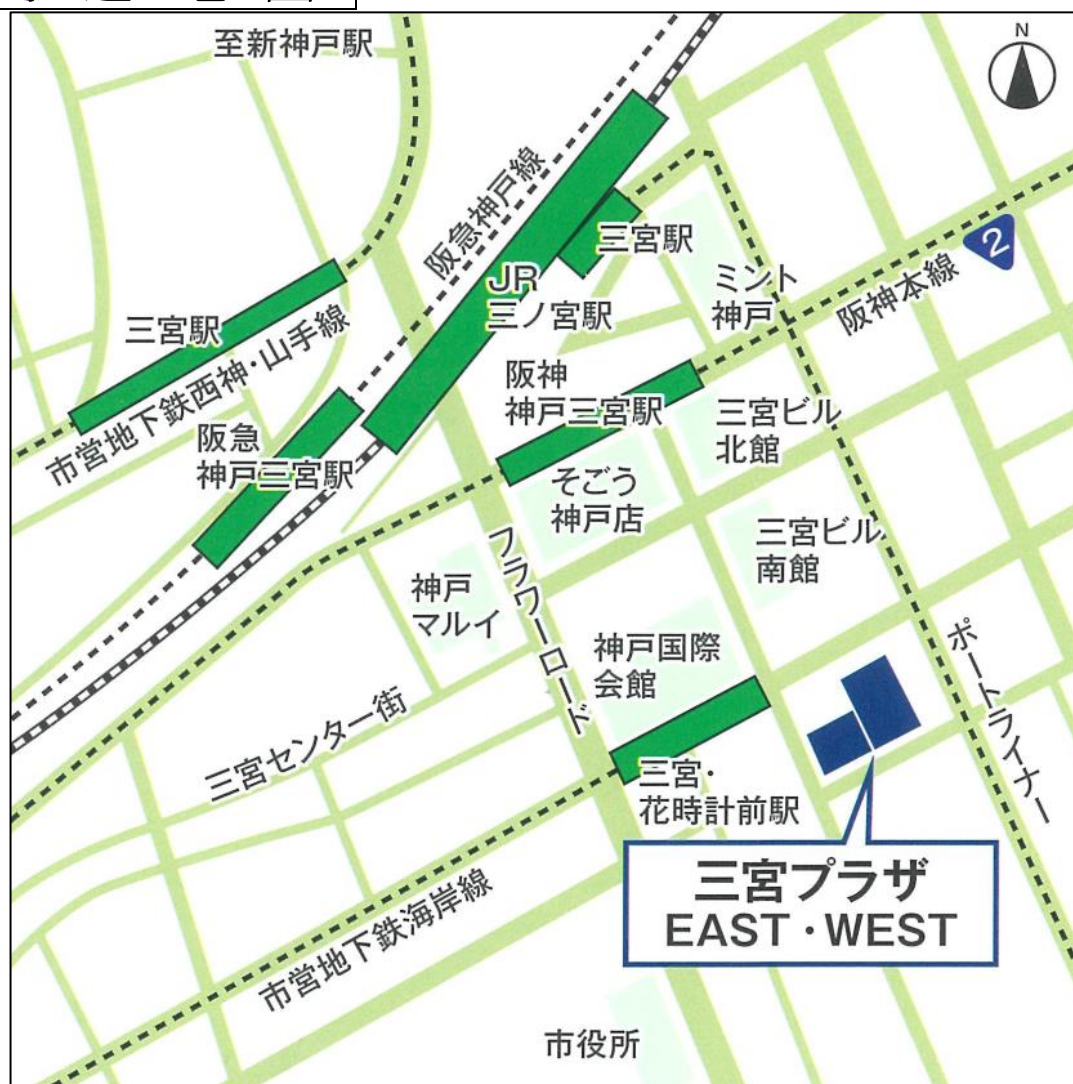 至新神戸駅
N
阪急神戸線
三宮駅
JR
三ノ宮駅
ミント
神戸
2
阪神本線
三宮駅
市営地下鉄西神・山手線
阪神
神戸三宮駅
阪急
神戸三宮駅
三宮ビル
北館
そごう
神戸店
三宮ビル
南館
フラワーロード
神戸
マルイ
神戸国際
会館
ポートライナー
三宮センター街
三宮・
花時計前駅
三宮プラザ
EAST・WEST
市営地下鉄海岸線
市役所